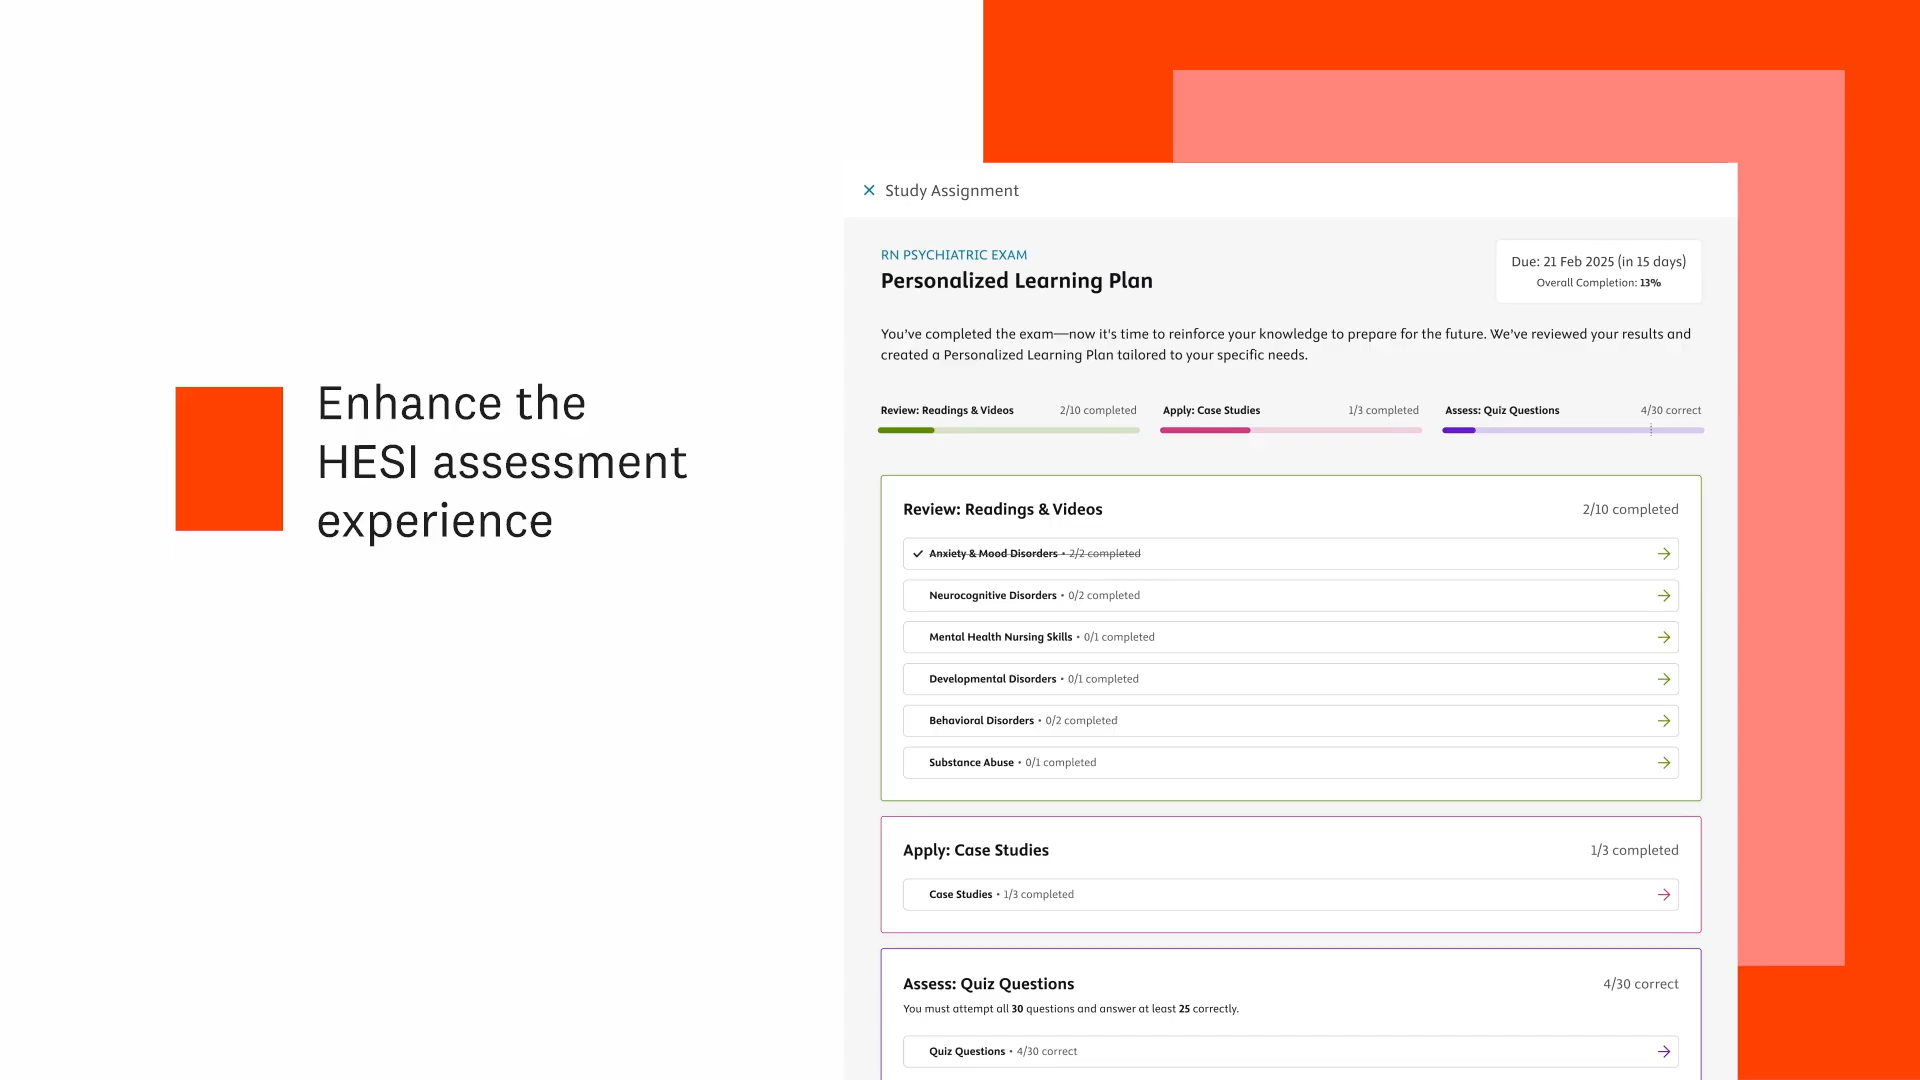 Enhance the
HESI assessment
experience
Study Assignment
RN PSYCHIATRIC EXAM
Personalized Learning Plan
Due: 21 Feb 2025 (in 15 days)
Overall Completion: 13%
You’ve completed the exam—now it's time to reinforce your knowledge to prepare for the future. We’ve reviewed your results and
created a Personalized Learning Plan tailored to your specific needs.
Review: Readings & Videos 2/10 completed
Apply: Case Studies 1/3 completed
Assess: Quiz Questions 4/30 correct
Review: Readings & Videos 2/10 completed
Anxiety & Mood Disorders • 2/2 completed
Neurocognitive Disorders • 0/2 completed
Mental Health Nursing Skills • 0/1 completed
Developmental Disorders • 0/1 completed
Behavioral Disorders • 0/2 completed
Substance Abuse • 0/1 completed
Apply: Case Studies 1/3 completed
Case Studies • 1/3 completed
Assess: Quiz Questions 4/30 correct
You must attempt all 30 questions and answer at least 25 correctly.
Quiz Questions • 4/30 correct